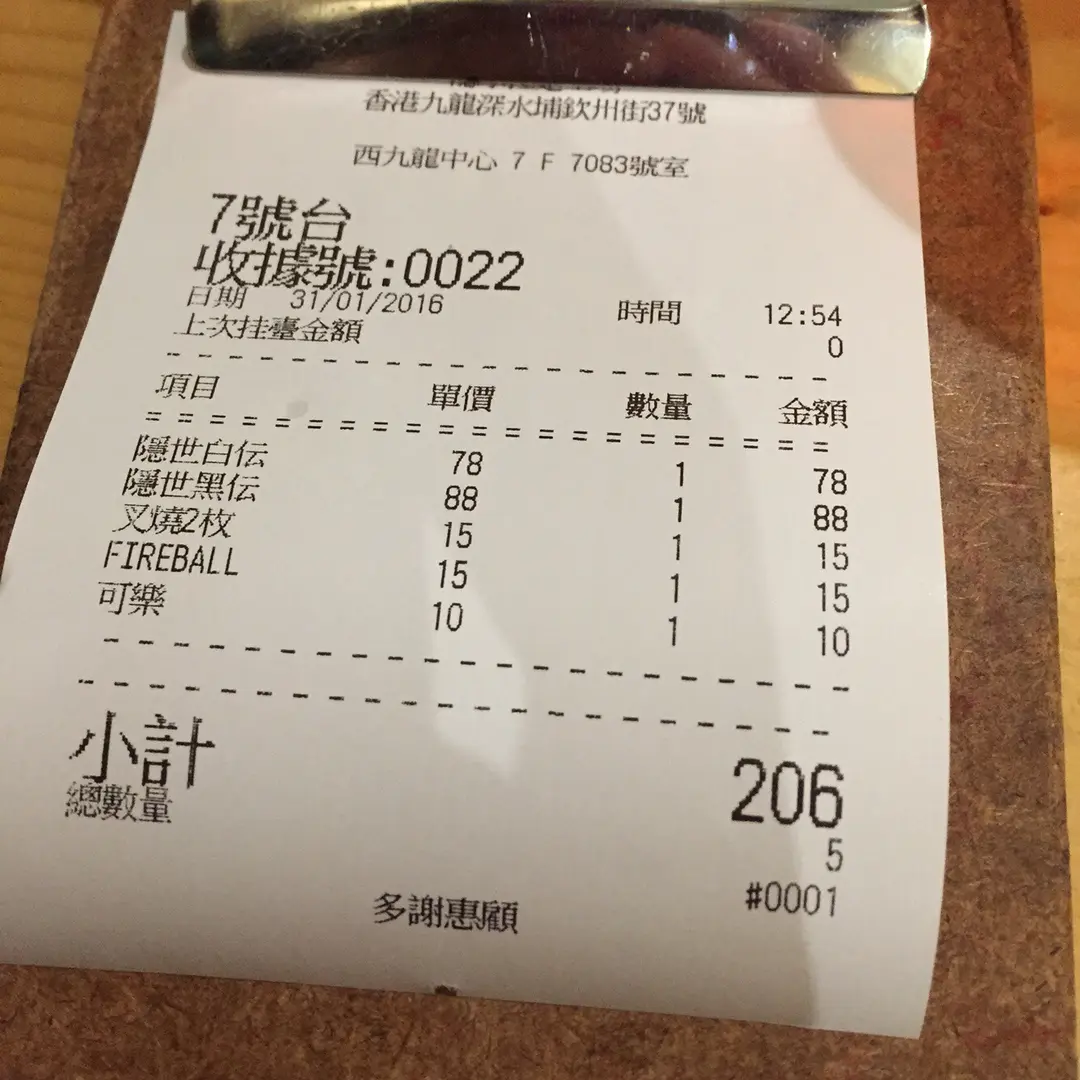 香港九龍深水埔欽州街37號
西九龍中心 7 F 7083號室
7號台
收據號:0022
日期 31/01/2016 時間 12:54
上次挂臺金額 0
項目 單價 數量 金額
隱世白伝 78 1 78
隱世黑伝 88 1 88
叉燒2枚 15 1 15
FIREBALL 15 1 15
可樂 10 1 10
小計 206
總數量 5
#0001
多謝惠顧